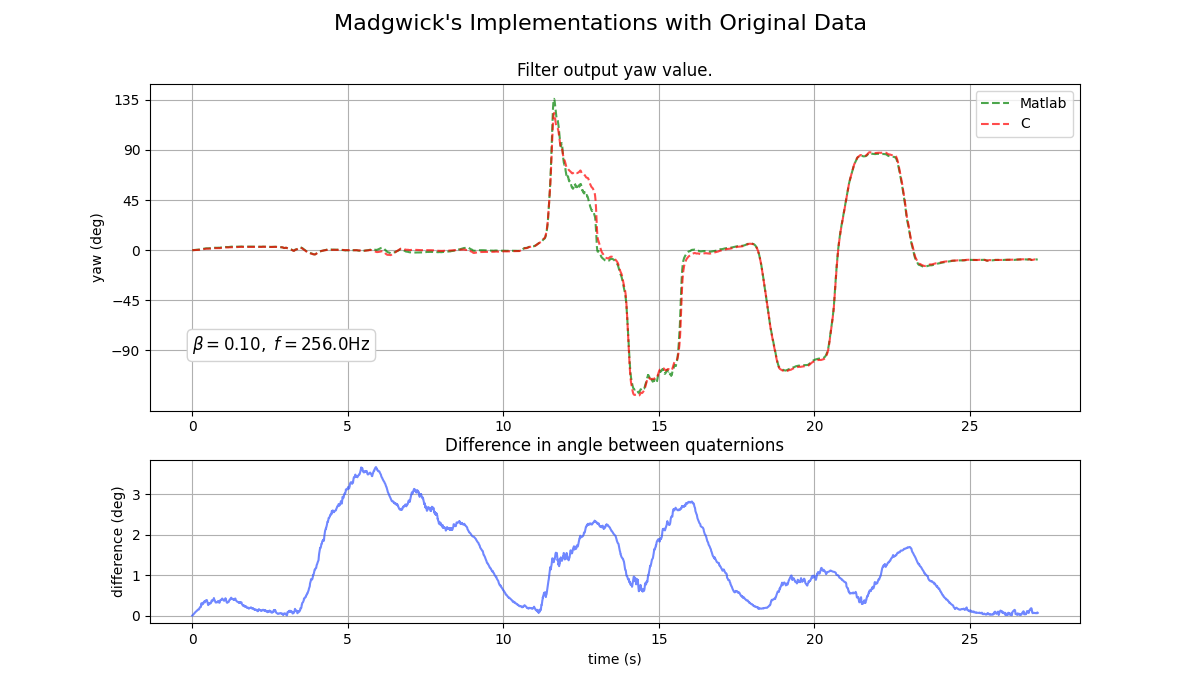 Madgwick's Implementations with Original Data
Filter output yaw value.
135
90
45
0
−45
−90
yaw (deg)
Matlab
C
β = 0.10, f = 256.0Hz
0 5 10 15 20 25
Difference in angle between quaternions
3
2
1
0
difference (deg)
0 5 10 15 20 25
time (s)